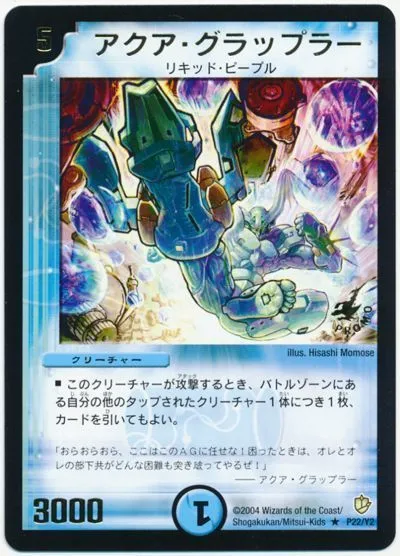 5
アクア・グラップラー
リキッド・ピープル
PROMO
illus. Hisashi Momose
クリーチャー
■ このクリーチャーが攻撃するとき、バトルゾーンにあ
る自分の他のタップされたクリーチャー1体につき1枚、
カードを引いてもよい。
「おらおらおら、ここはこのAGに任せな!困ったときは、オレとオ
レの部下共がどんな困難も突き破ってやるぜ!」
—— アクア・グラップラー
3000
1
©2004 Wizards of the Coast/
Shogakukan/Mitsui-Kids ★ P22/Y2